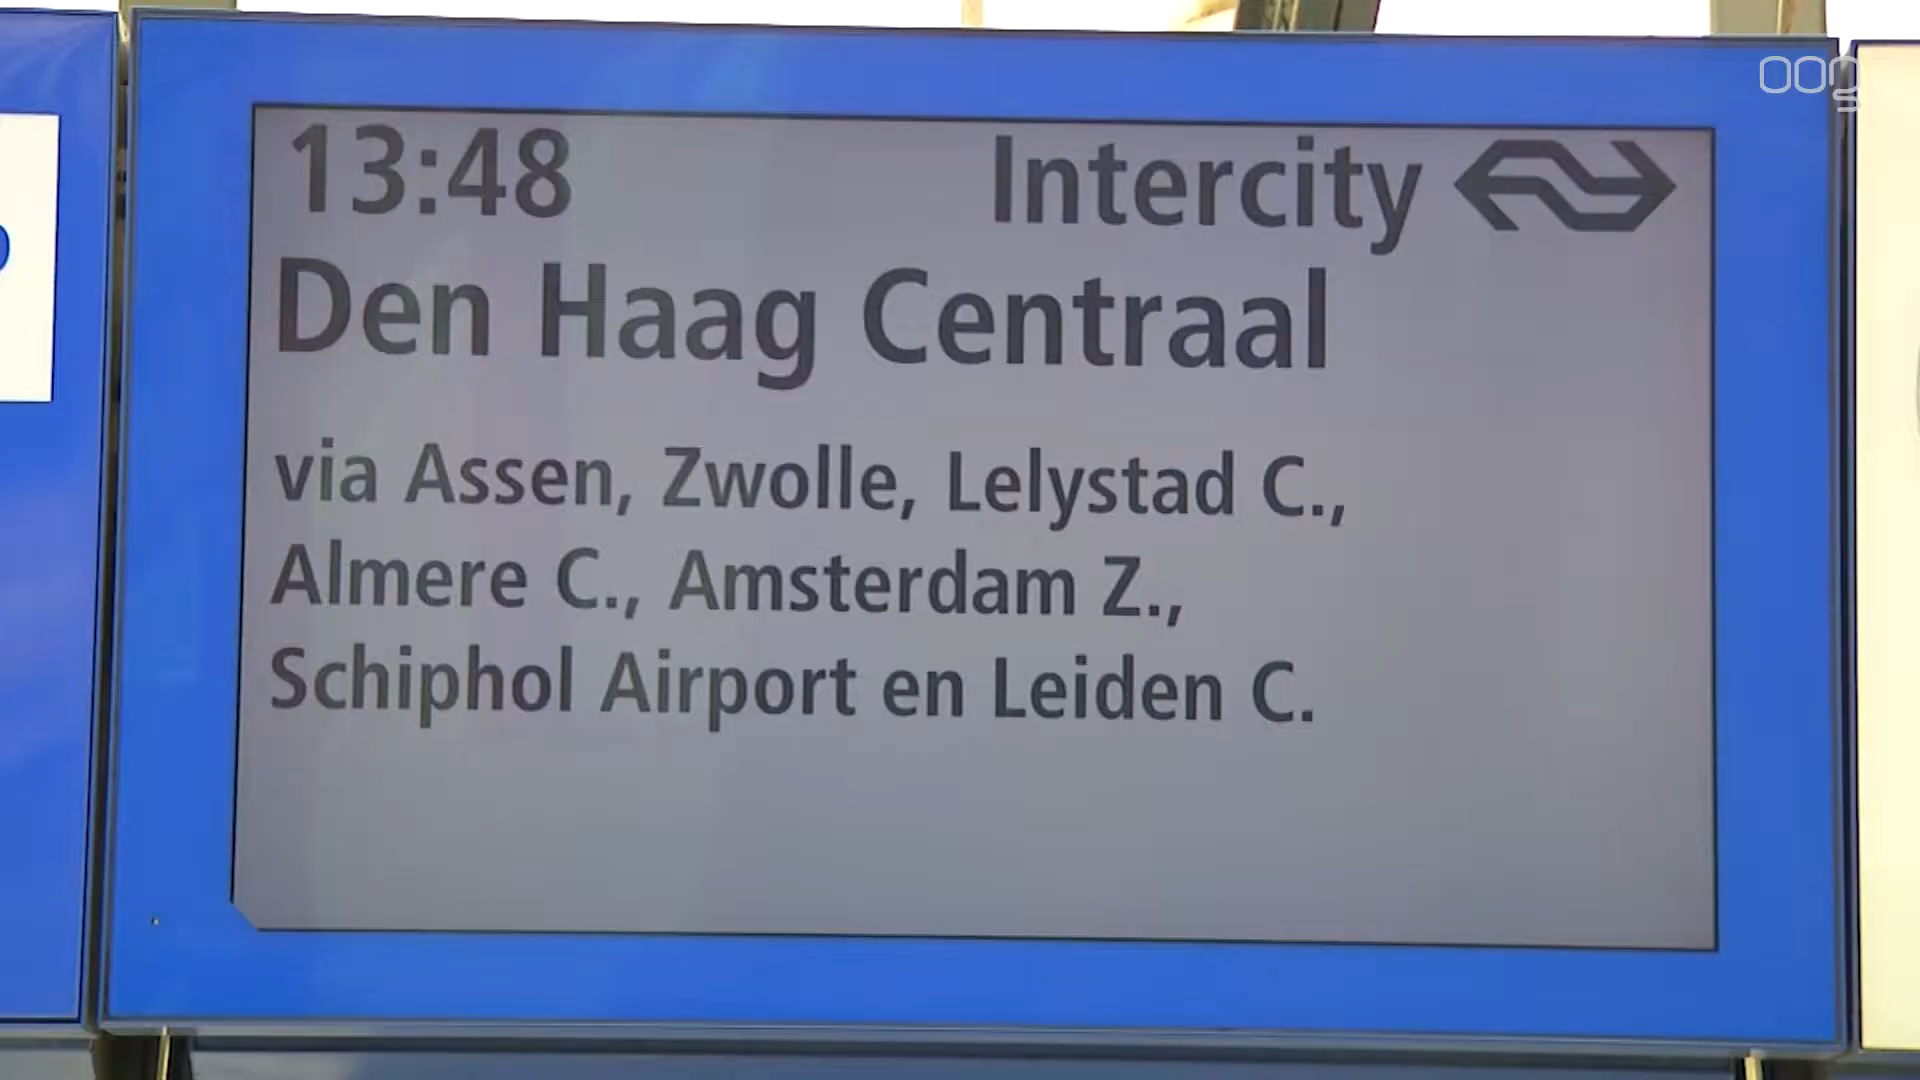 13:48 Intercity
Den Haag Centraal
via Assen, Zwolle, Lelystad C.,
Almere C., Amsterdam Z.,
Schiphol Airport en Leiden C.
oog